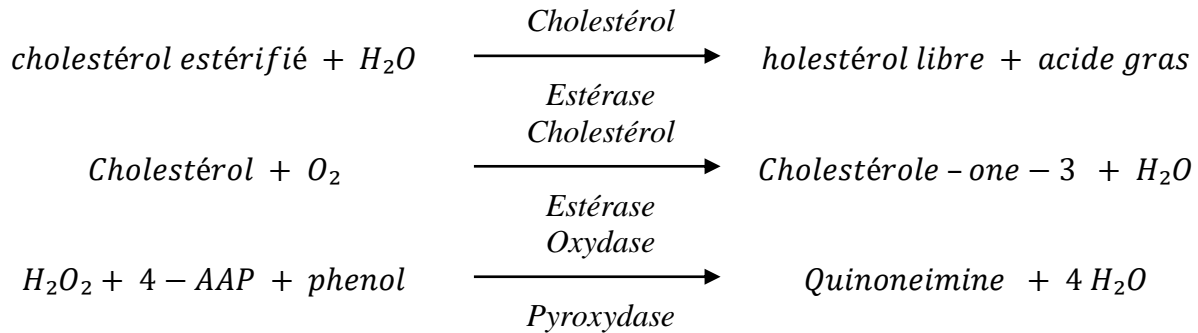 Cholestérol
cholestérol estérifié + H₂O holestérol libre + acide gras
Estérase
Cholestérol
Cholestérol + O₂ Cholestérole – one − 3 + H₂O
Estérase
Oxydase
H₂O₂ + 4 − AAP + phenol Quinoneimine + 4 H₂O
Pyroxydase